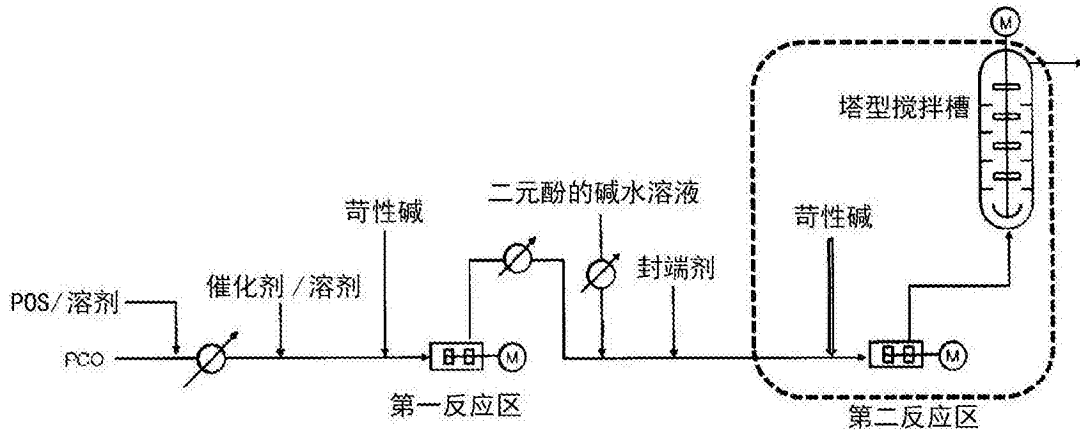 M
塔型搅拌槽
二元酚的碱水溶液
苛性碱
苛性碱
封端剂
催化剂/溶剂
POS/溶剂
PCO
M
M
第一反应区
第二反应区